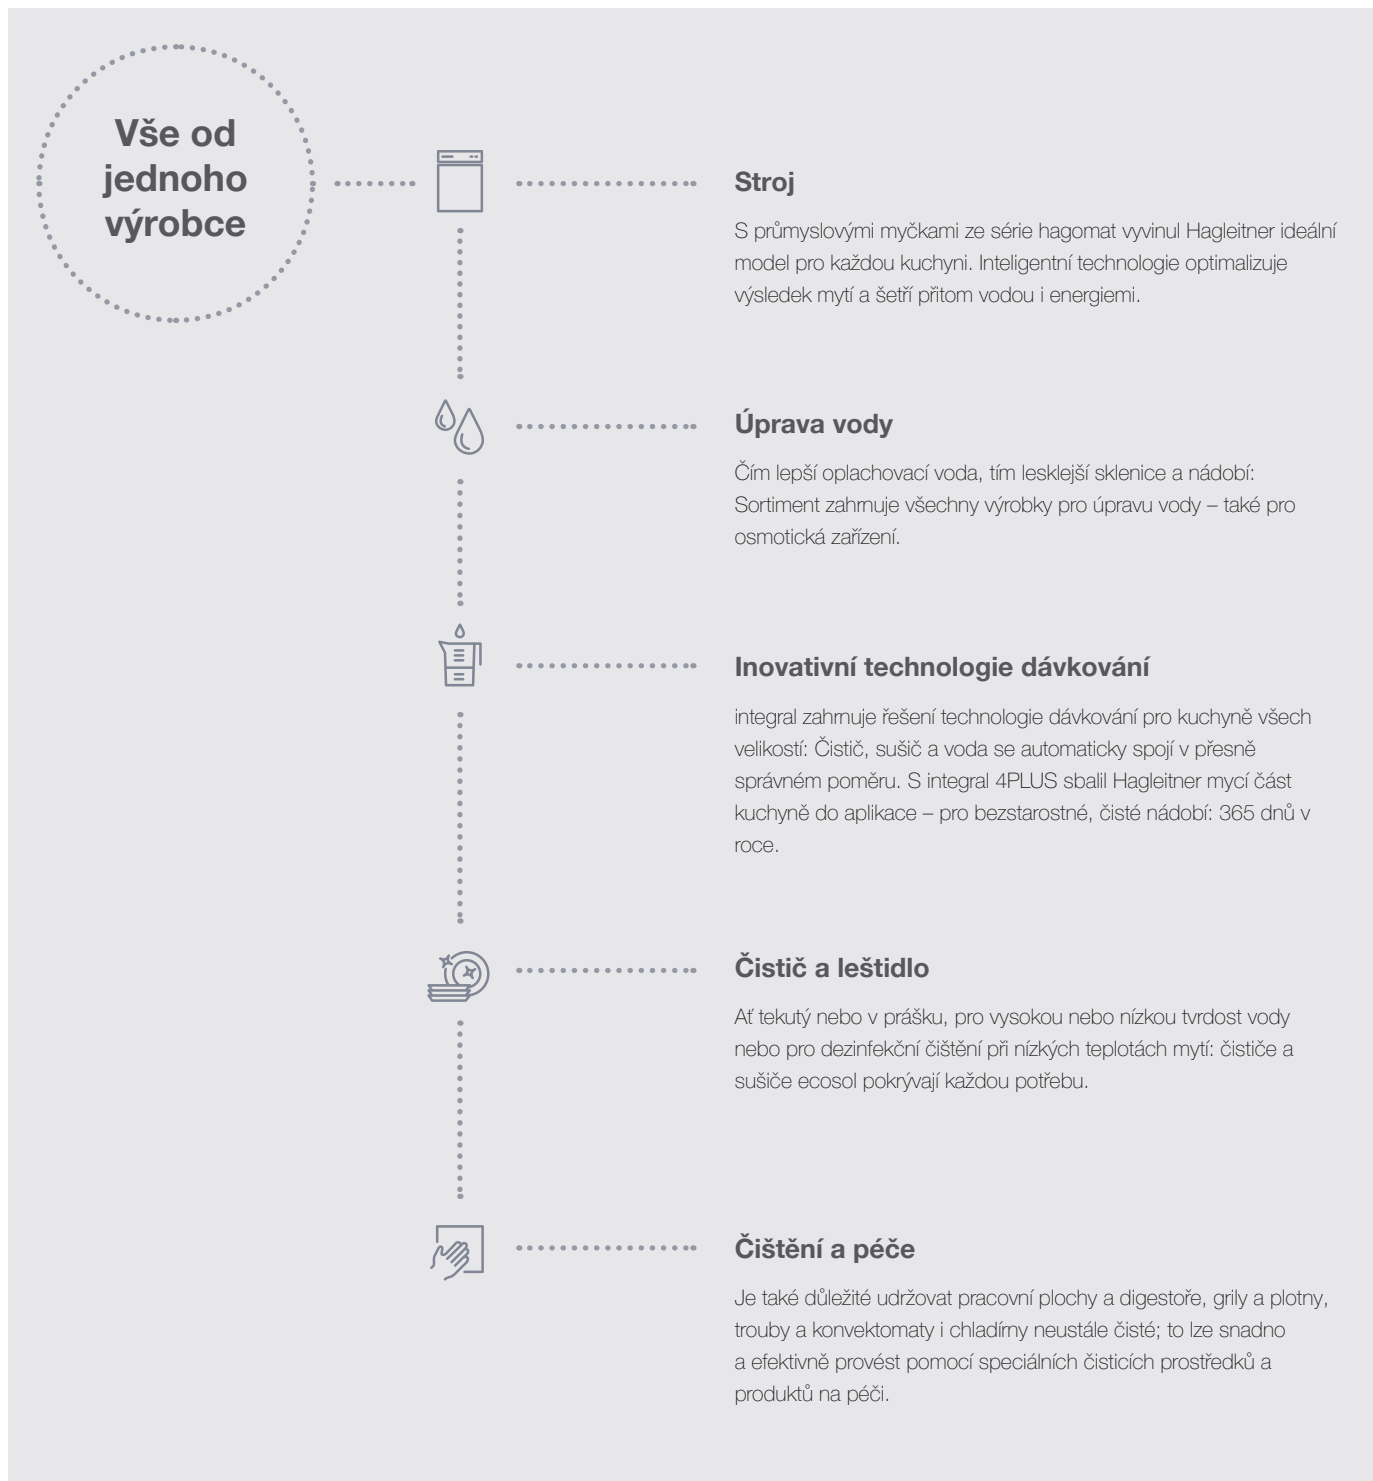 Vše od
jednoho
výrobce
Stroj
S průmyslovými myčkami ze série hagomat vyvinul Hagleitner ideální
model pro každou kuchyni. Inteligentní technologie optimalizuje
výsledek mytí a šetří přitom vodou i energiemi.
Úprava vody
Čím lepší oplachovací voda, tím lesklejší sklenice a nádobí:
Sortiment zahrnuje všechny výrobky pro úpravu vody – také pro
osmotická zařízení.
Inovativní technologie dávkování
integral zahrnuje řešení technologie dávkování pro kuchyně všech
velikostí: Čistič, sušič a voda se automaticky spojí v přesně
správném poměru. S integral 4PLUS sbalil Hagleitner mycí část
kuchyně do aplikace – pro bezstarostné, čisté nádobí: 365 dnů v
roce.
Čistič a leštidlo
Ať tekutý nebo v prášku, pro vysokou nebo nízkou tvrdost vody
nebo pro dezinfekční čištění při nízkých teplotách mytí: čističe a
sušiče ecosol pokrývají každou potřebu.
Čištění a péče
Je také důležité udržovat pracovní plochy a digestoře, grily a plotny,
trouby a konvektomaty i chladírny neustále čisté; to lze snadno
a efektivně provést pomocí speciálních čisticích prostředků a
produktů na péči.